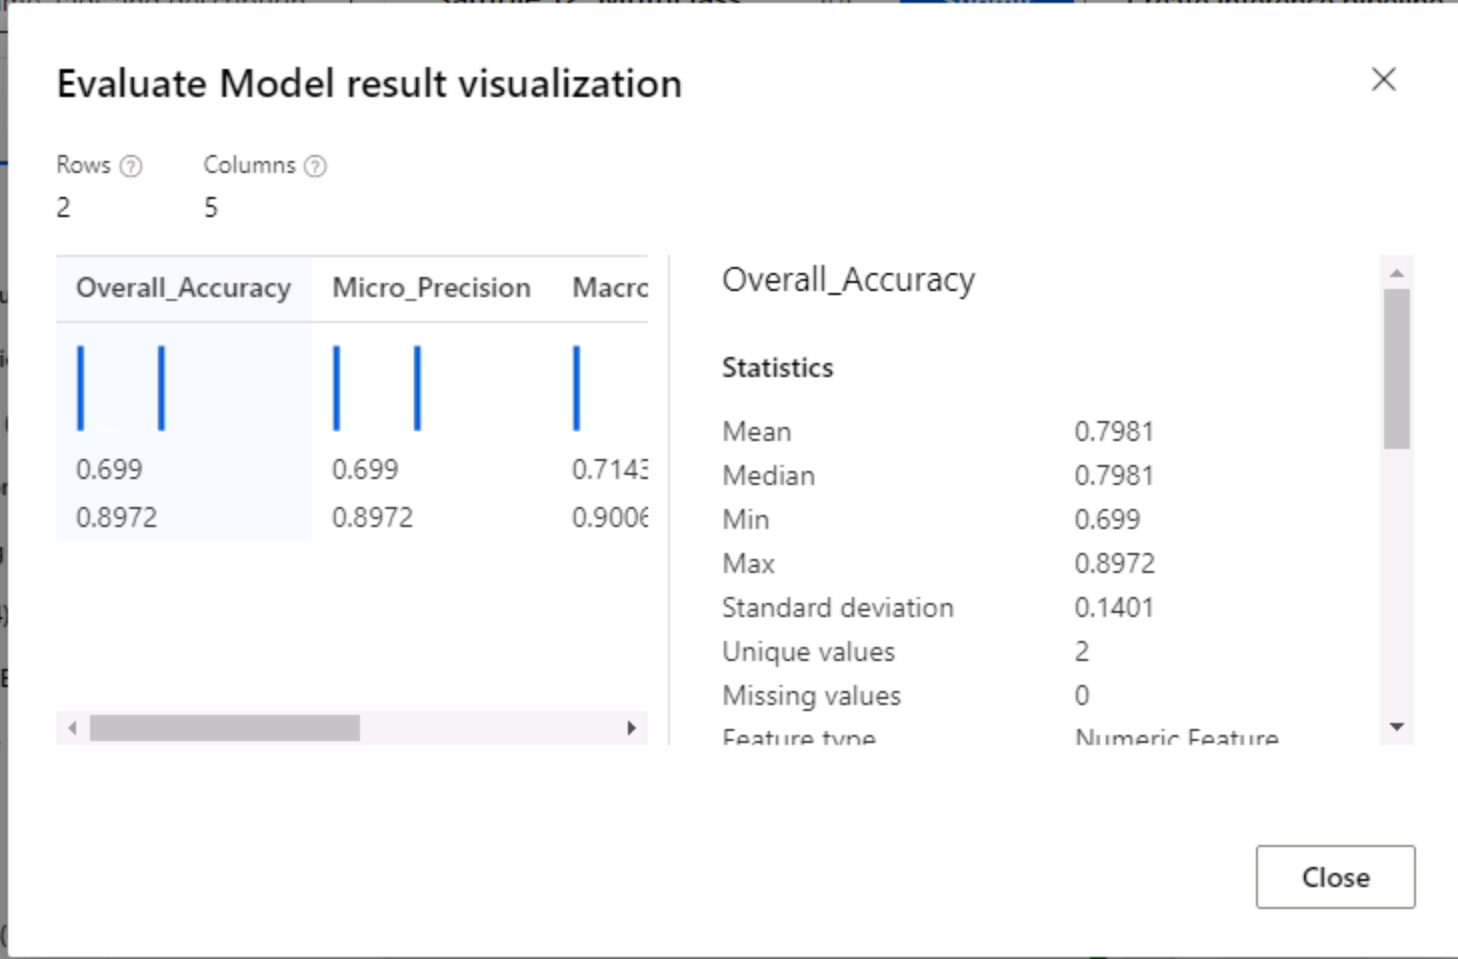 Evaluate Model result visualization
Rows Columns
2 5
Overall_Accuracy Micro_Precision Macro
0.699 0.699 0.7143
0.8972 0.8972 0.9006
Overall_Accuracy
Statistics
Mean 0.7981
Median 0.7981
Min 0.699
Max 0.8972
Standard deviation 0.1401
Unique values 2
Missing values 0
Feature type Numeric Feature
Close